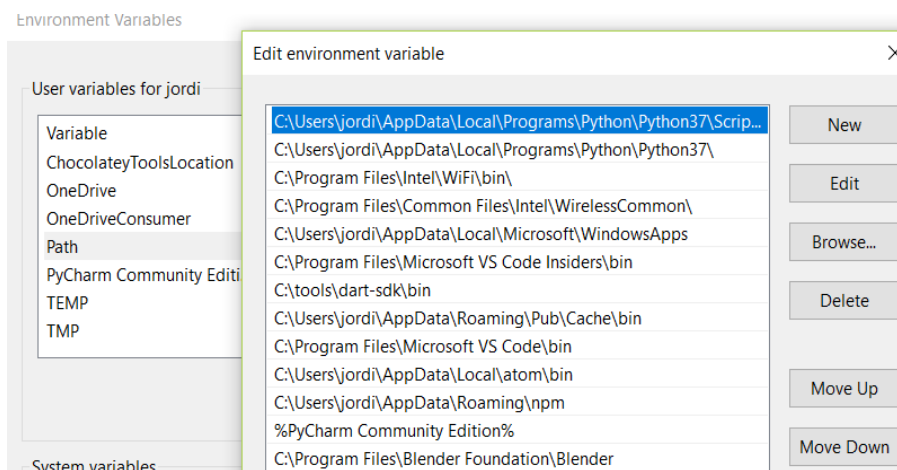 Environment Variables
Edit environment variable
User variables for jordi
Variable
ChocolateyToolsLocation
OneDrive
OneDriveConsumer
Path
PyCharm Community Editi
TEMP
TMP
C:\Users\jordi\AppData\Local\Programs\Python\Python37\Scrip...
C:\Users\jordi\AppData\Local\Programs\Python\Python37\
C:\Program Files\Intel\WiFi\bin\
C:\Program Files\Common Files\Intel\WirelessCommon\
C:\Users\jordi\AppData\Local\Microsoft\WindowsApps
C:\Program Files\Microsoft VS Code Insiders\bin
C:\tools\dart-sdk\bin
C:\Users\jordi\AppData\Roaming\Pub\Cache\bin
C:\Program Files\Microsoft VS Code\bin
C:\Users\jordi\AppData\Local\atom\bin
C:\Users\jordi\AppData\Roaming\npm
%PyCharm Community Edition%
C:\Program Files\Blender Foundation\Blender
New
Edit
Browse...
Delete
Move Up
Move Down
System variables